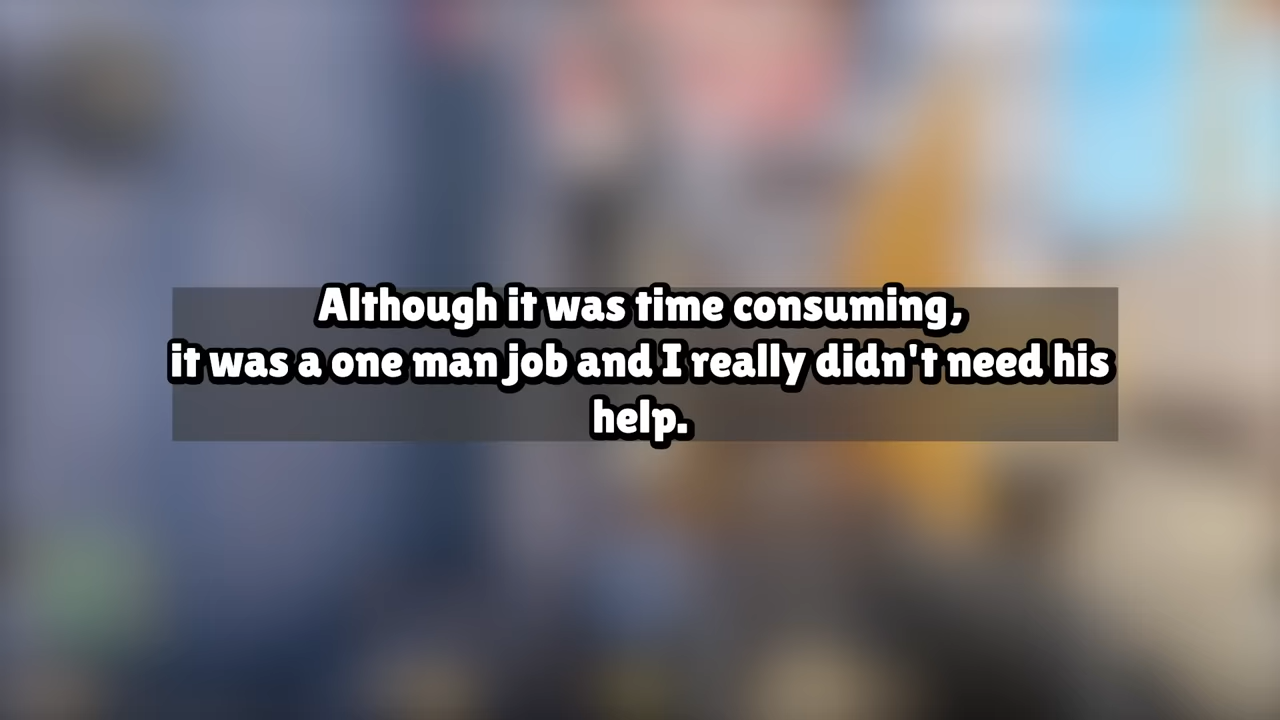 Although it was time consuming,
it was a one man job and I really didn't need his
help.